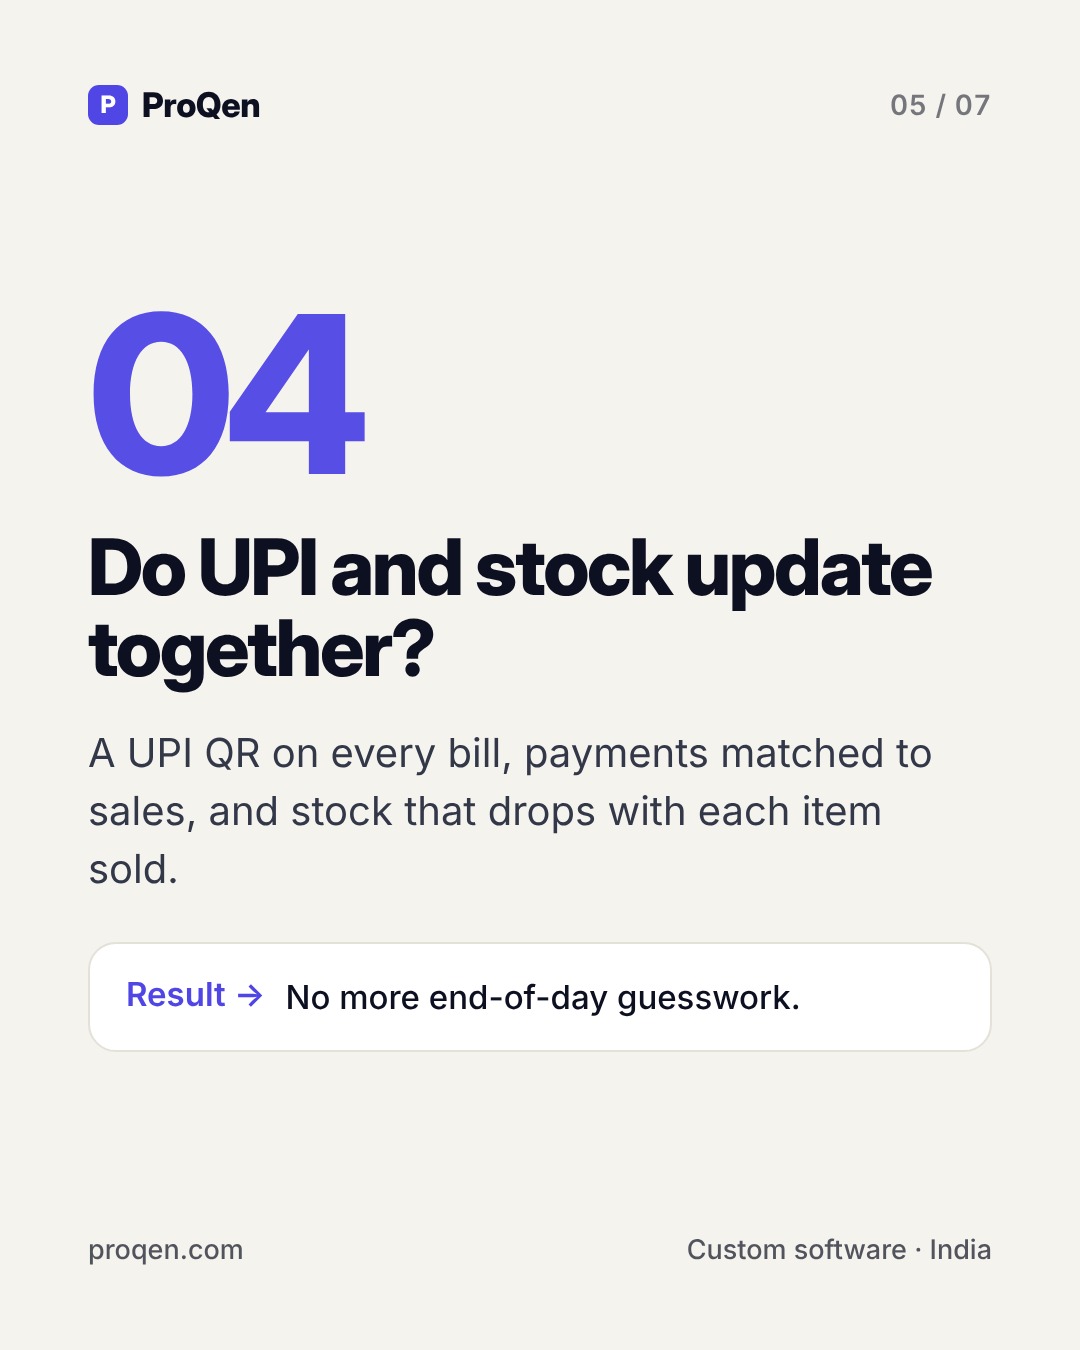 P ProQen
05 / 07
04
Do UPI and stock update
together?
A UPI QR on every bill, payments matched to
sales, and stock that drops with each item
sold.
Result → No more end-of-day guesswork.
proqen.com
Custom software · India